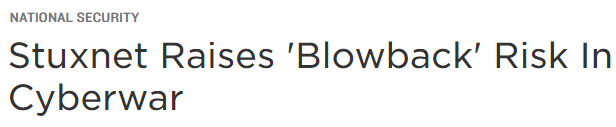 NATIONAL SECURITY
Stuxnet Raises 'Blowback' Risk In
Cyberwar